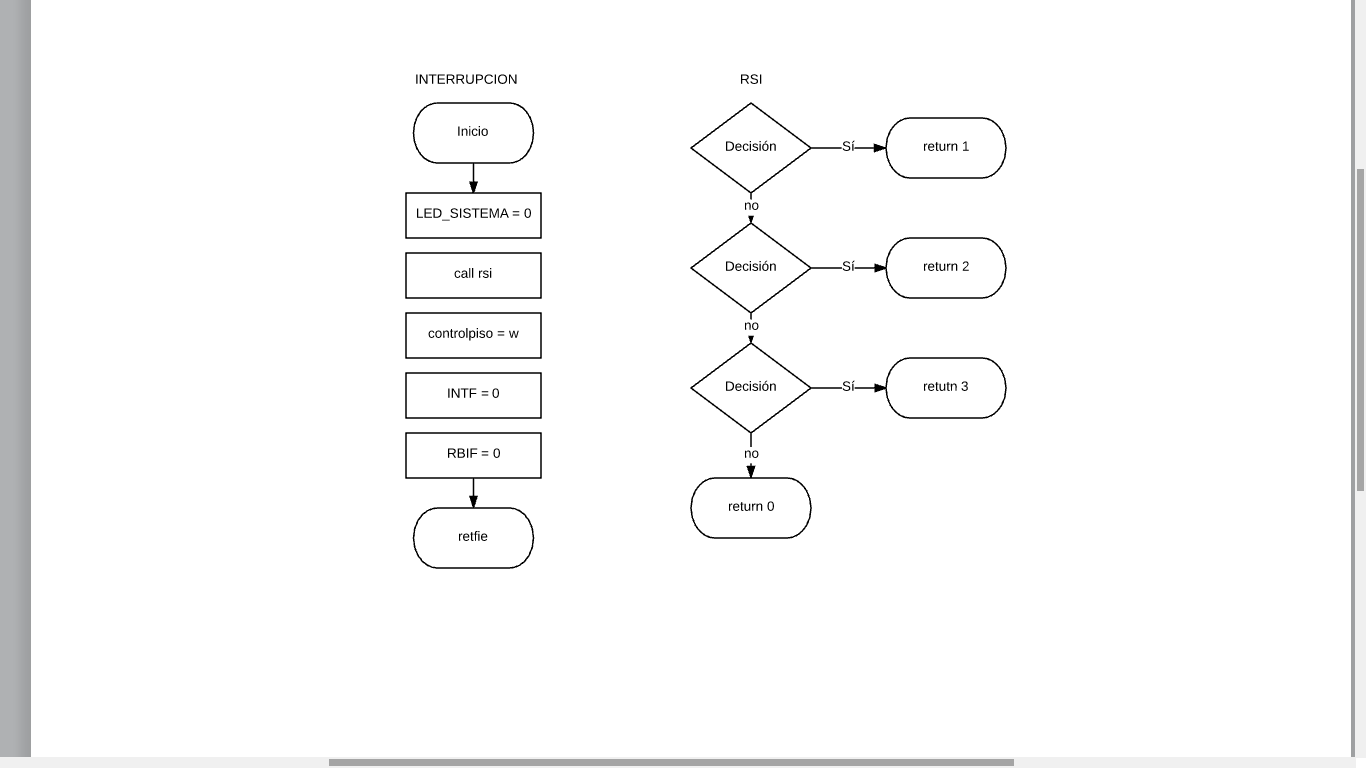 INTERRUPCION
Inicio
LED_SISTEMA = 0
call rsi
controlpiso = w
INTF = 0
RBIF = 0
retfie
RSI
Decisión
Sí
return 1
no
Decisión
Sí
return 2
no
Decisión
Sí
retutn 3
no
return 0